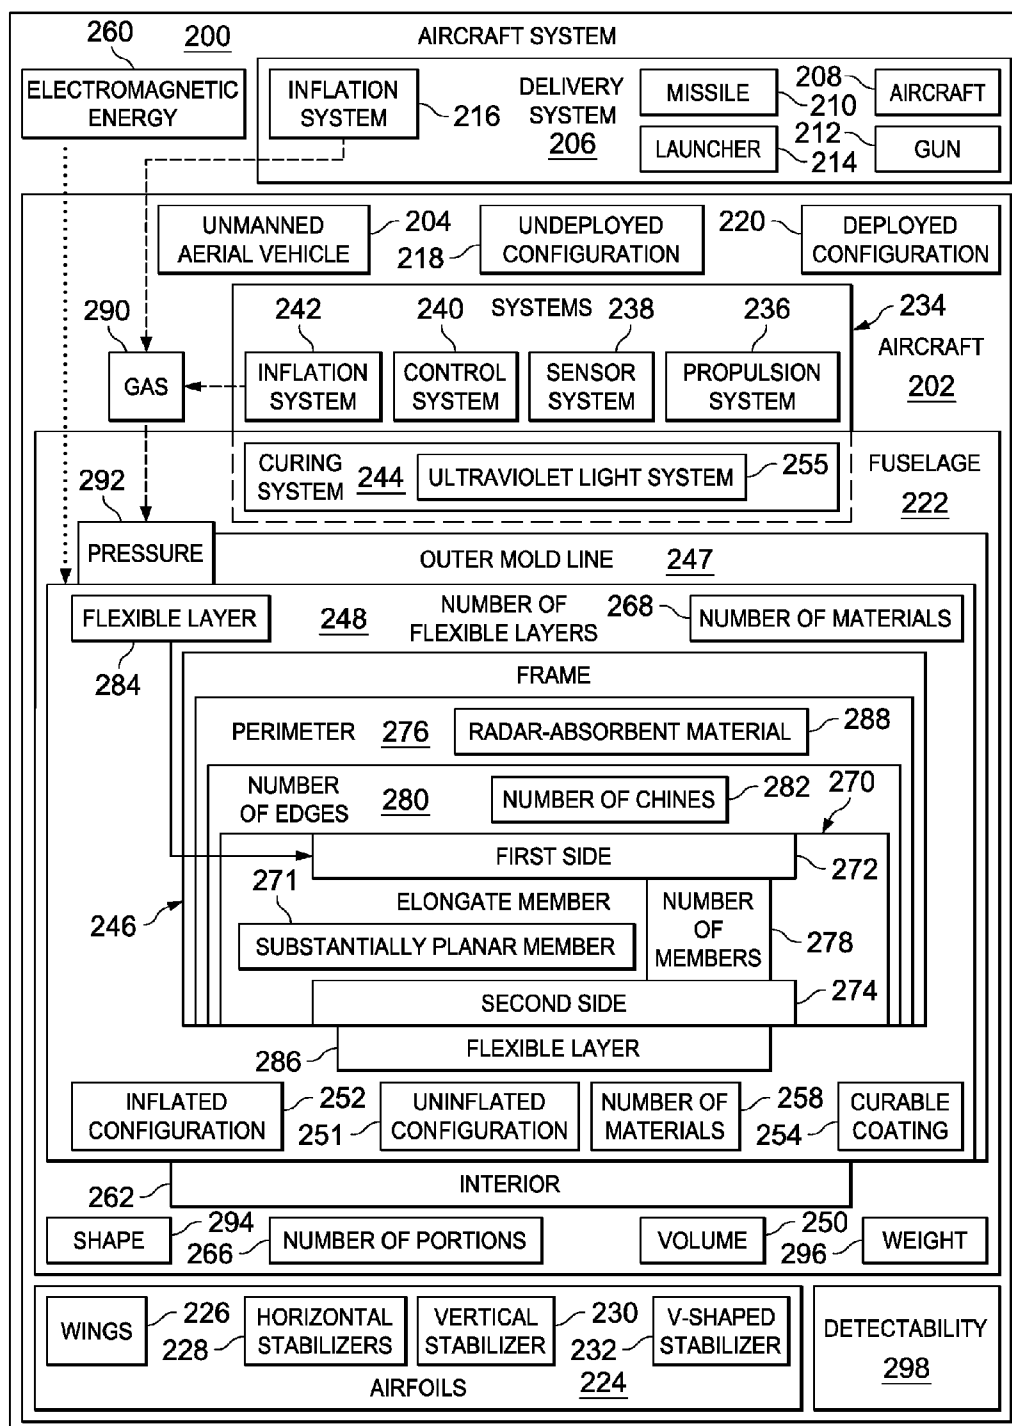 260
200
AIRCRAFT SYSTEM
ELECTROMAGNETIC
ENERGY
INFLATION
SYSTEM
216
DELIVERY
SYSTEM
206
MISSILE
210
208
AIRCRAFT
LAUNCHER
214
212
GUN
UNMANNED
AERIAL VEHICLE
204
218
UNDEPLOYED
CONFIGURATION
220
DEPLOYED
CONFIGURATION
SYSTEMS
234
290
GAS
242
INFLATION
SYSTEM
240
CONTROL
SYSTEM
238
SENSOR
SYSTEM
236
PROPULSION
SYSTEM
AIRCRAFT
202
CURING
SYSTEM
244
ULTRAVIOLET LIGHT SYSTEM
255
FUSELAGE
222
292
PRESSURE
OUTER MOLD LINE
247
FLEXIBLE LAYER
284
248
NUMBER OF
FLEXIBLE LAYERS
268
NUMBER OF MATERIALS
FRAME
PERIMETER
276
RADAR-ABSORBENT MATERIAL
288
NUMBER
OF EDGES
280
NUMBER OF CHINES
282
270
FIRST SIDE
272
271
ELONGATE MEMBER
246
SUBSTANTIALLY PLANAR MEMBER
NUMBER
OF
MEMBERS
278
SECOND SIDE
274
286
FLEXIBLE LAYER
INFLATED
CONFIGURATION
252
251
UNINFLATED
CONFIGURATION
NUMBER OF
MATERIALS
258
254
CURABLE
COATING
262
INTERIOR
SHAPE
294
266
NUMBER OF PORTIONS
VOLUME
250
296
WEIGHT
WINGS
226
228
HORIZONTAL
STABILIZERS
VERTICAL
STABILIZER
230
232
V-SHAPED
STABILIZER
AIRFOILS
224
DETECTABILITY
298